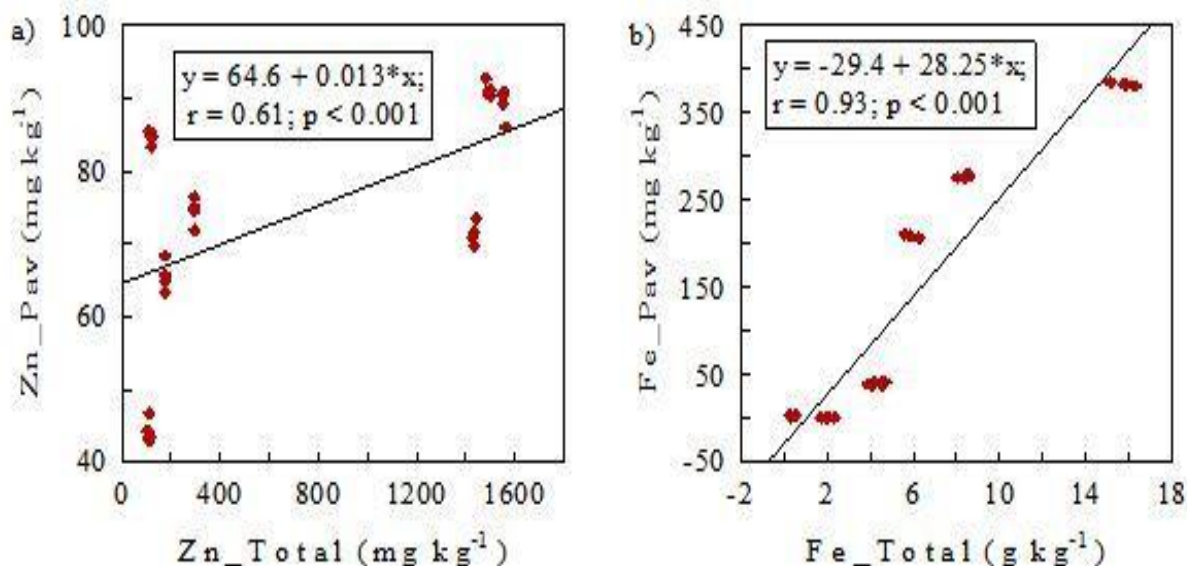 a)
100
80
60
40
Zn_Pav (mg kg⁻¹)
y = 64.6 + 0.013*x;
r = 0.61; p < 0.001
0 400 800 1200 1600
Zn_Total (mg kg⁻¹)
b)
450
350
250
150
50
-50
Fe_Pav (mg kg⁻¹)
y = -29.4 + 28.25*x;
r = 0.93; p < 0.001
-2 2 6 10 14 18
Fe_Total (g kg⁻¹)